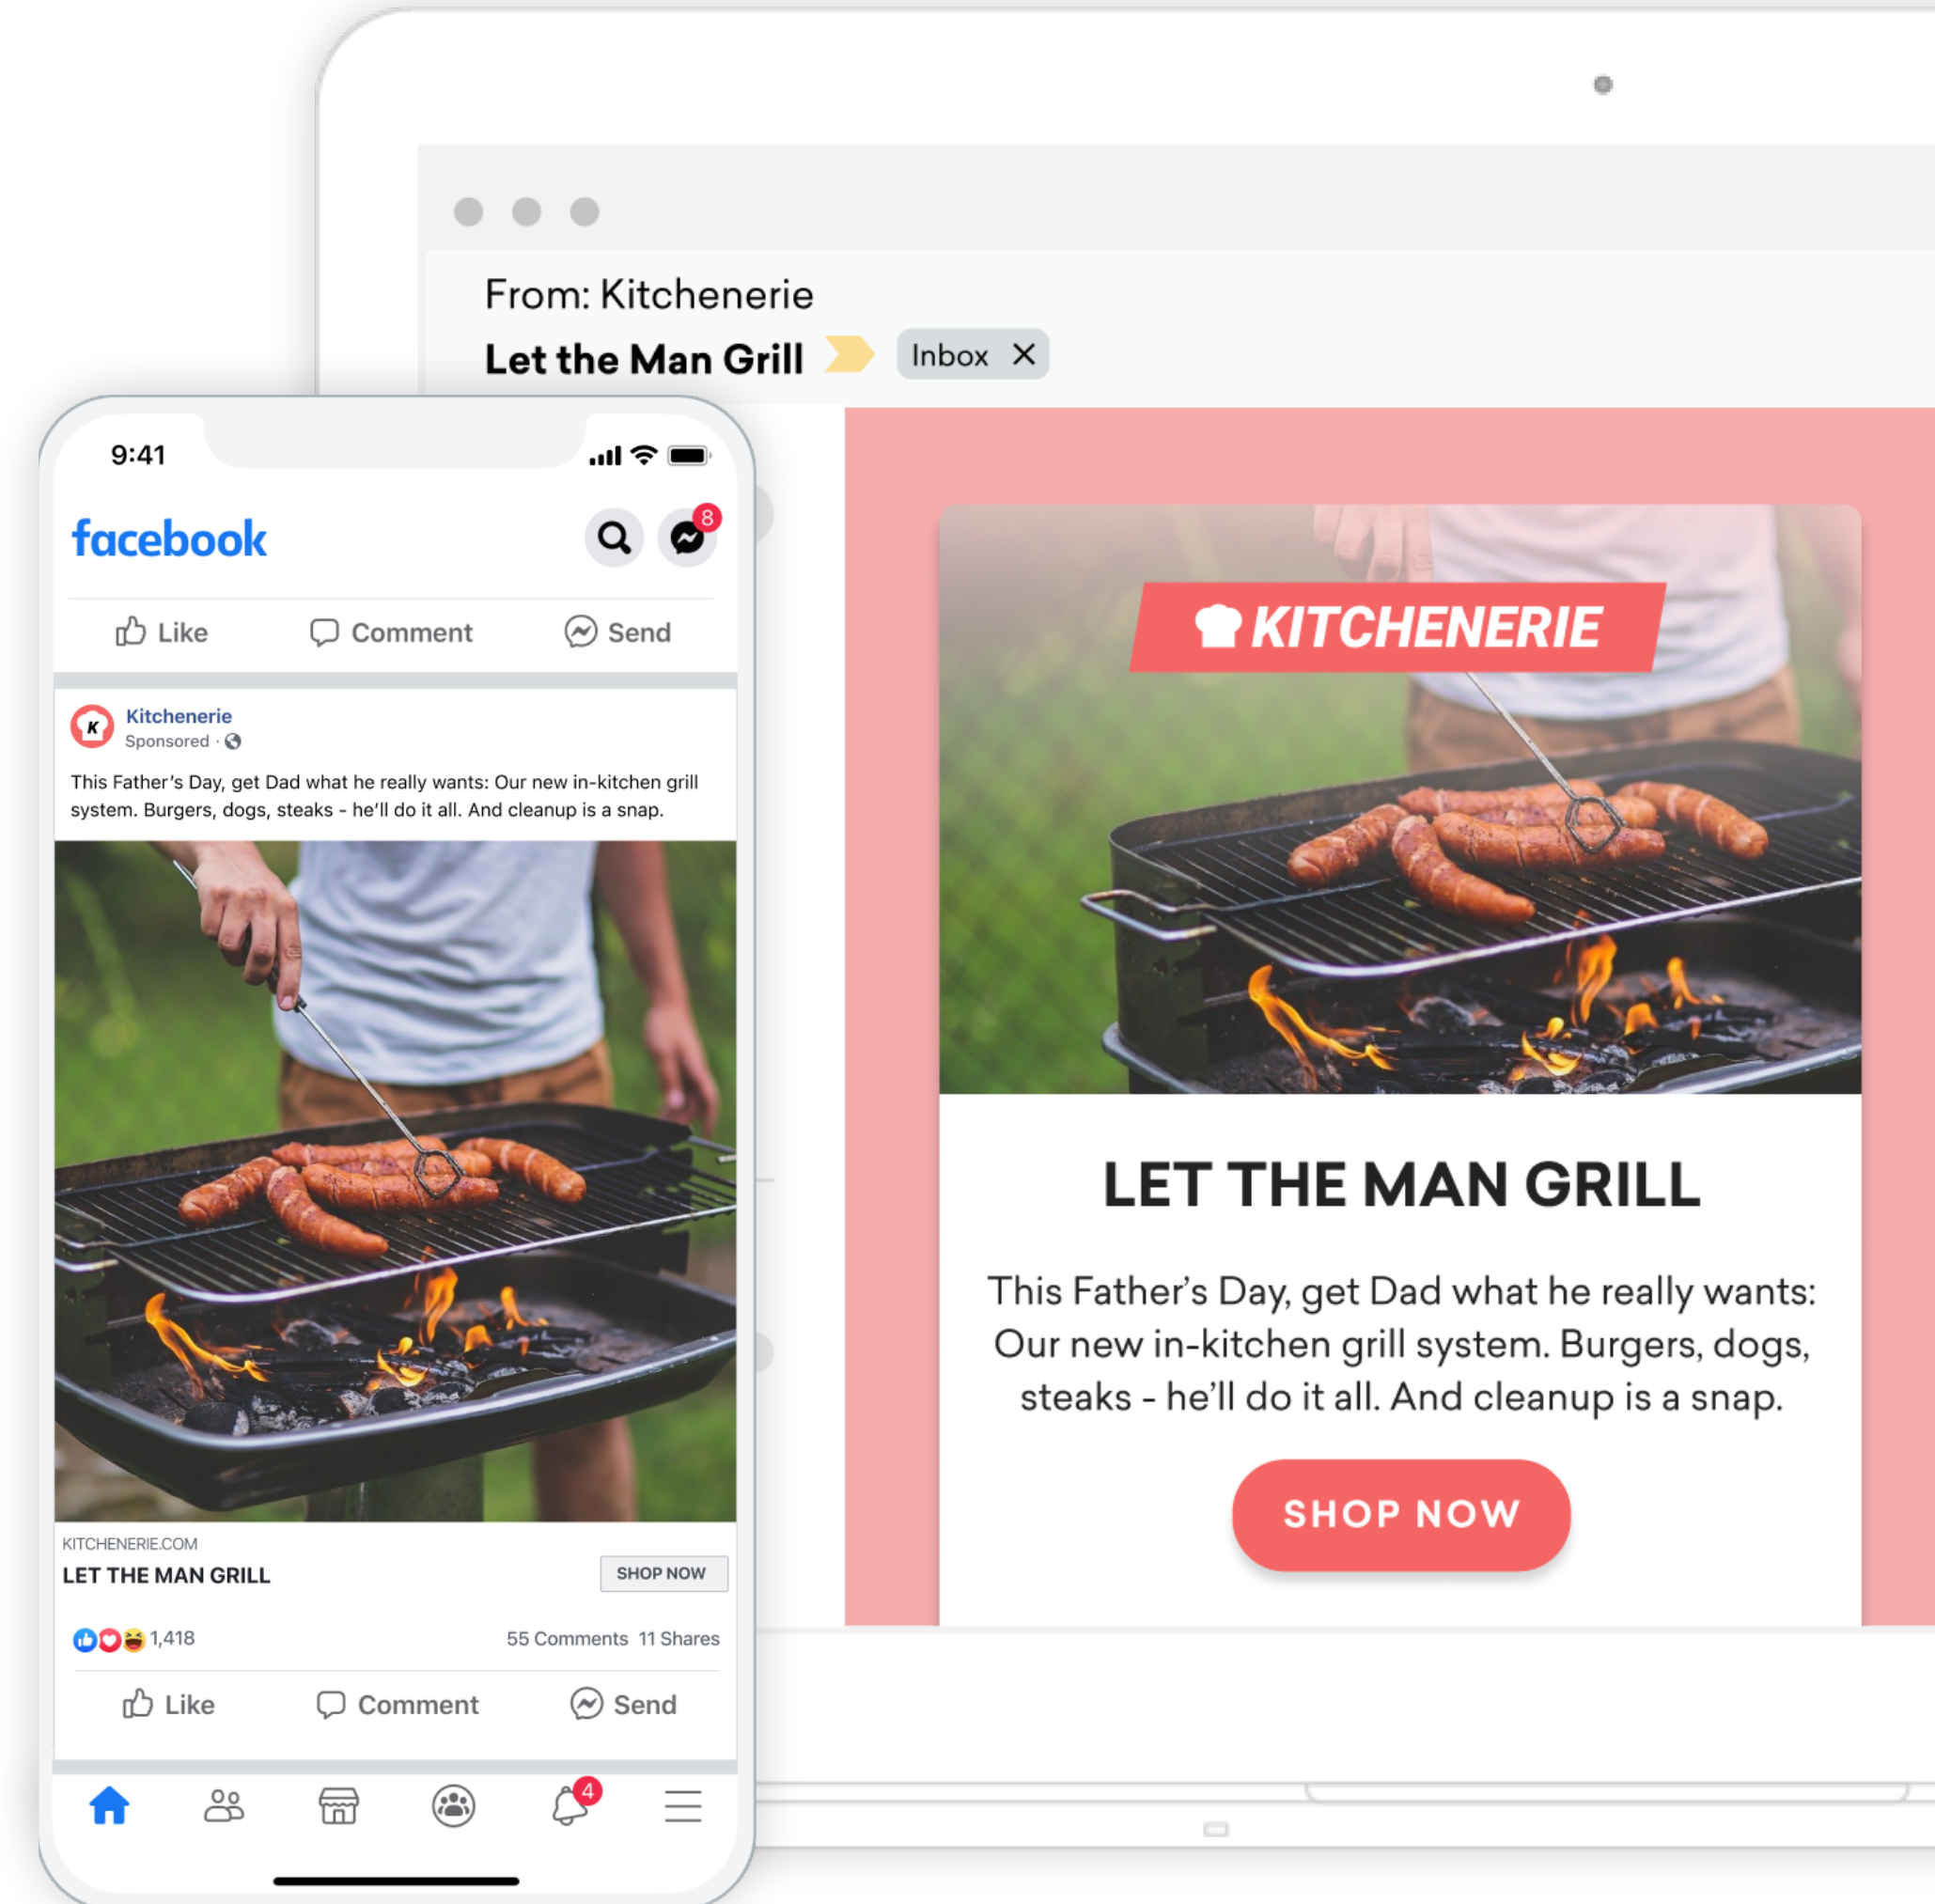 From: Kitchenerie
Let the Man Grill
Inbox
KITCHENERIE
LET THE MAN GRILL
This Father’s Day, get Dad what he really wants:
Our new in-kitchen grill system. Burgers, dogs,
steaks - he’ll do it all. And cleanup is a snap.
SHOP NOW
9:41
facebook
8
Like Comment Send
K
Kitchenerie
Sponsored ·
This Father’s Day, get Dad what he really wants: Our new in-kitchen grill
system. Burgers, dogs, steaks - he’ll do it all. And cleanup is a snap.
KITCHENERIE.COM
LET THE MAN GRILL
SHOP NOW
1,418 55 Comments 11 Shares
Like Comment Send
4